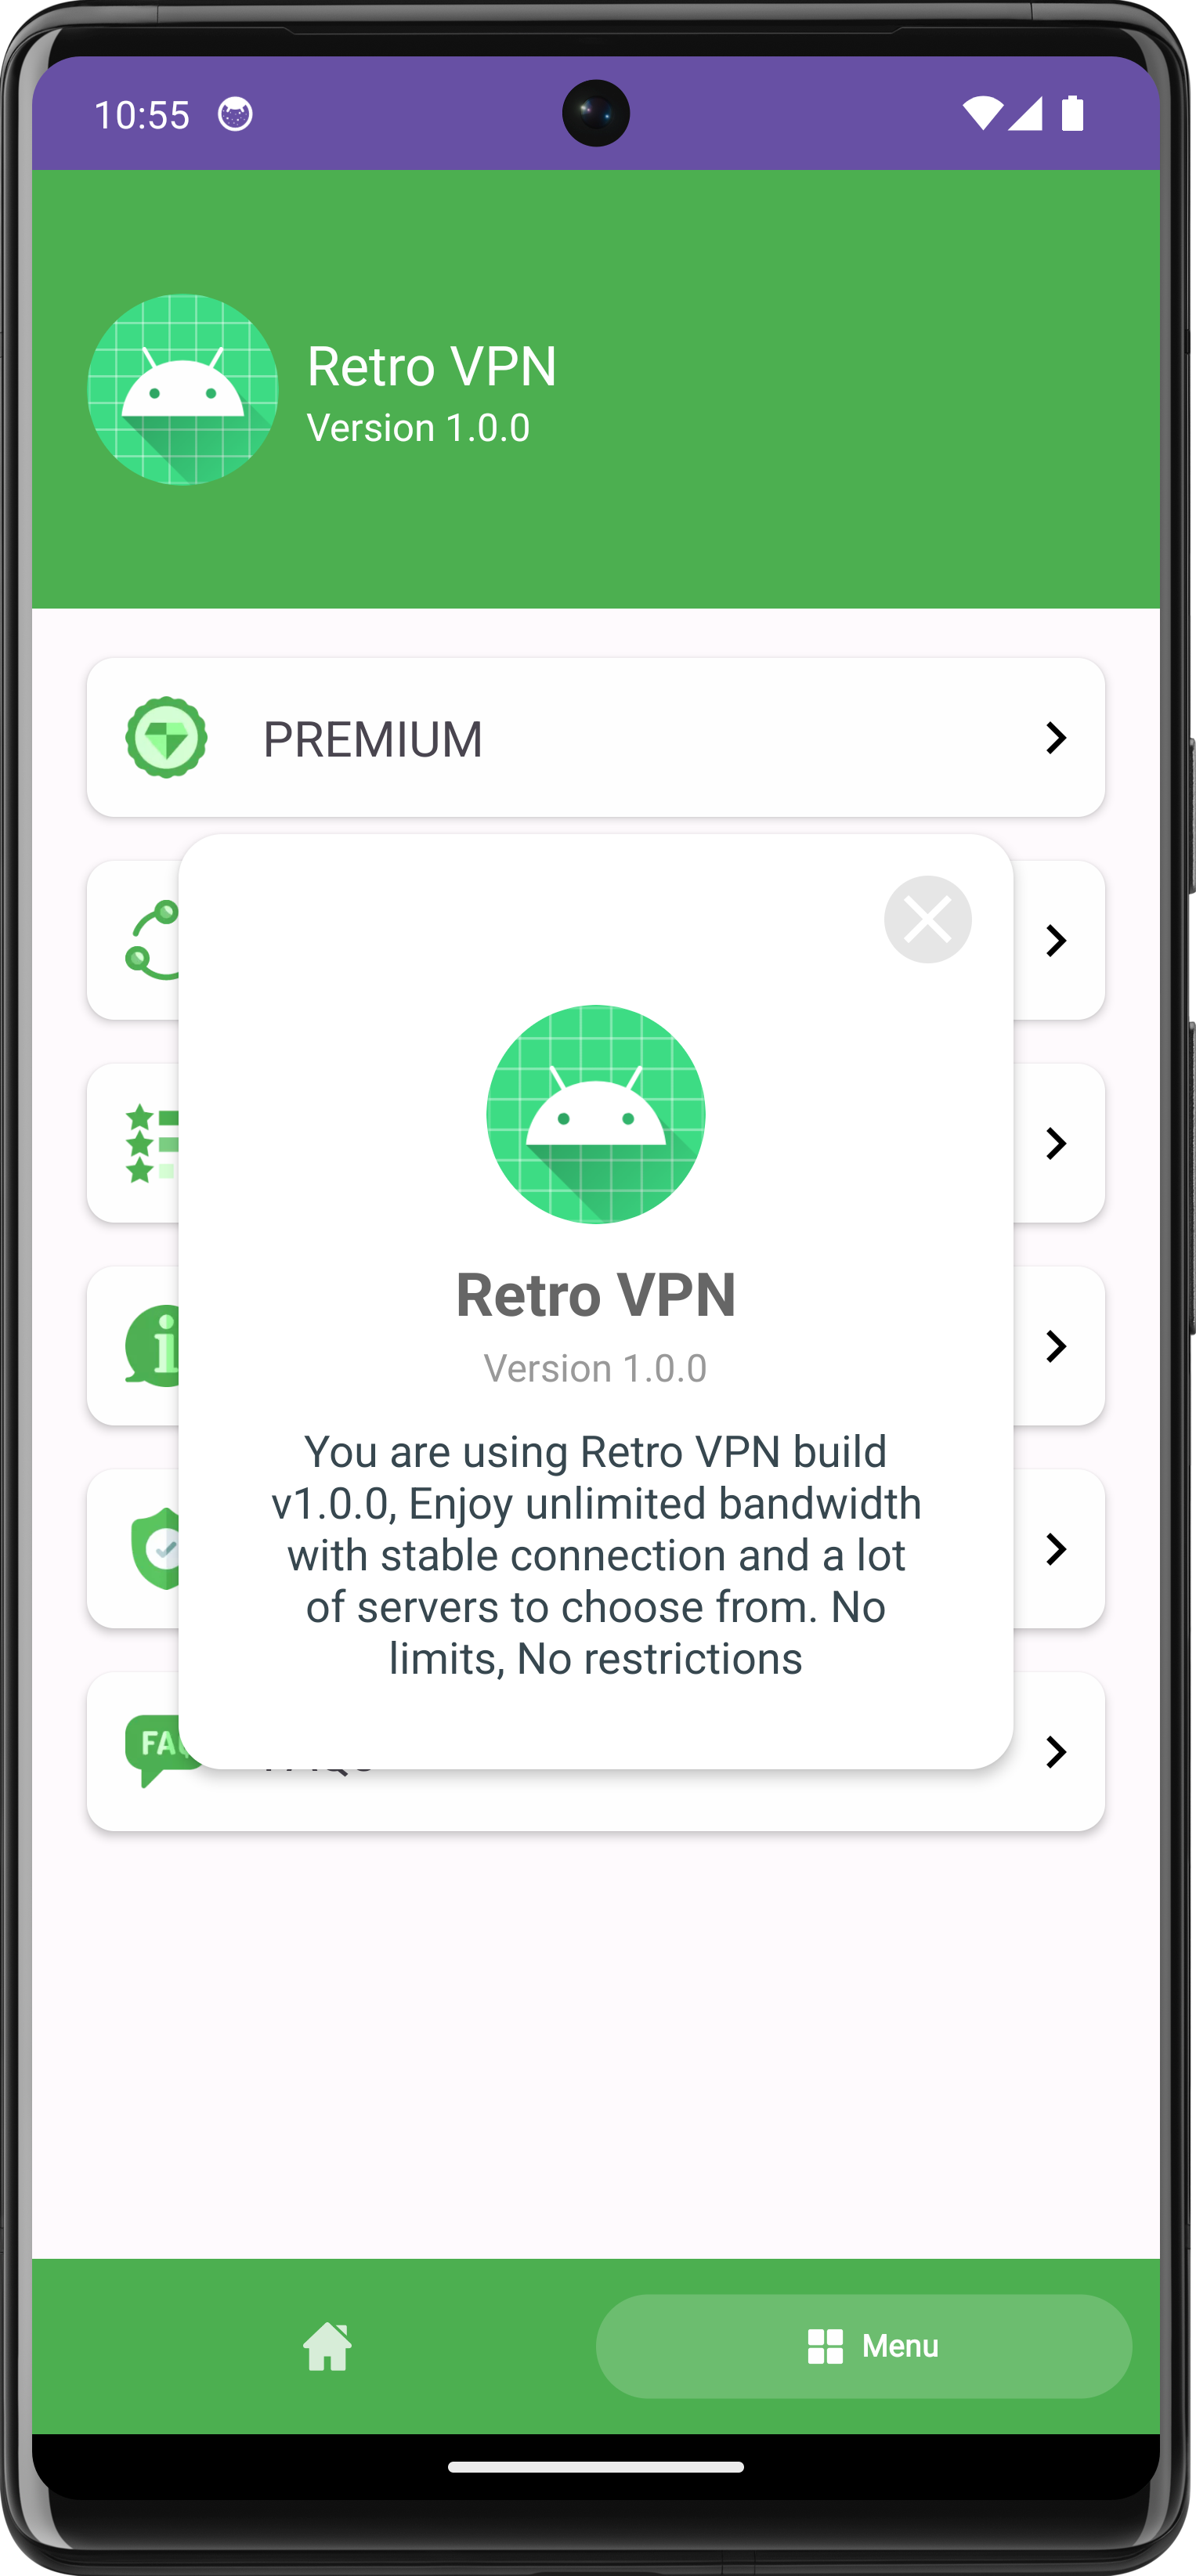 10:55
Retro VPN
Version 1.0.0
PREMIUM
Retro VPN
Version 1.0.0
You are using Retro VPN build
v1.0.0, Enjoy unlimited bandwidth
with stable connection and a lot
of servers to choose from. No
limits, No restrictions
Menu